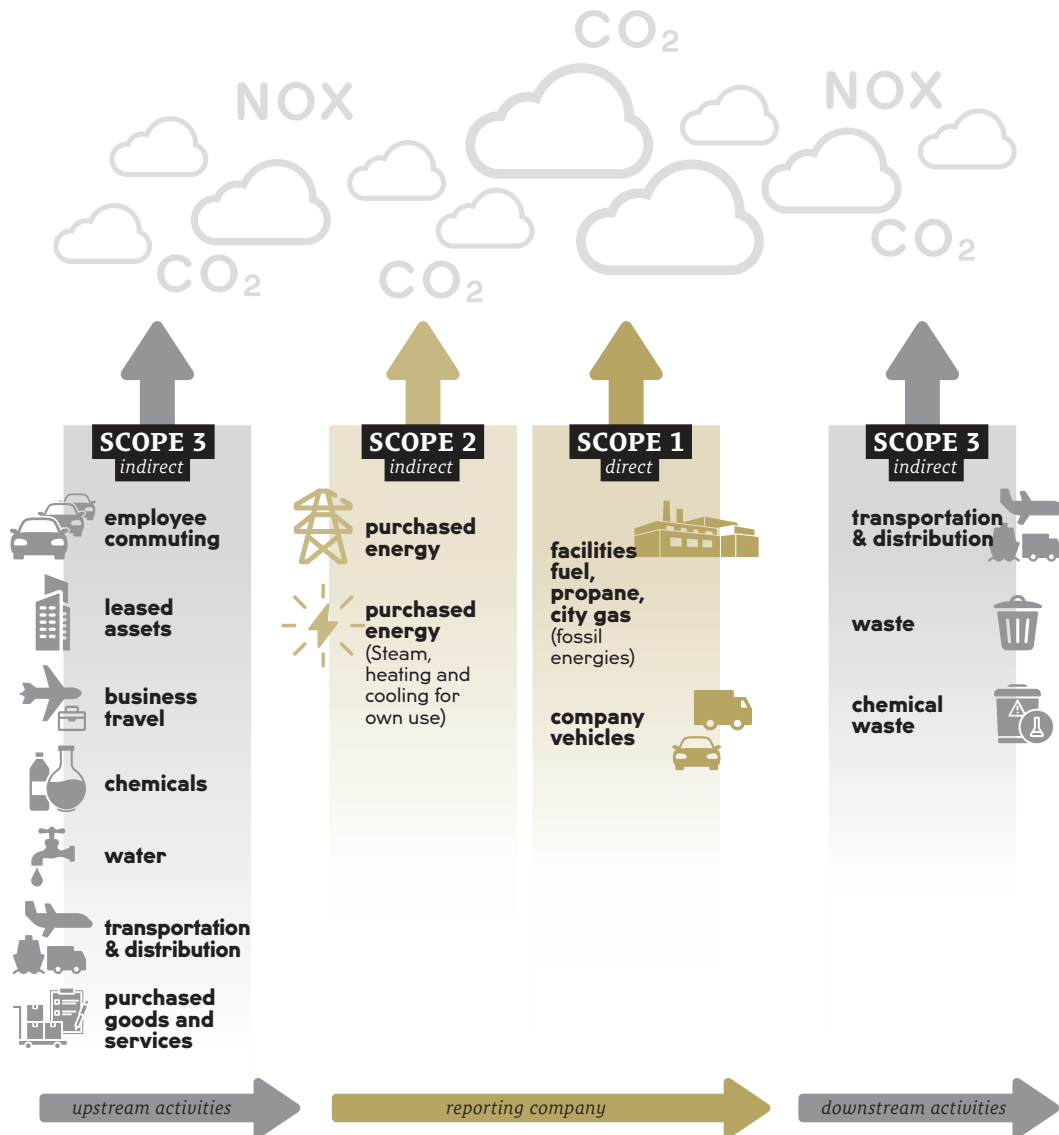 CO₂
NOX
NOX
CO₂
CO₂
CO₂
SCOPE 3
indirect
employee
commuting
leased
assets
business
travel
chemicals
water
transportation
& distribution
purchased
goods and
services
SCOPE 2
indirect
purchased
energy
purchased
energy
(Steam,
heating and
cooling for
own use)
SCOPE 1
direct
facilities
fuel,
propane,
city gas
(fossil
energies)
company
vehicles
SCOPE 3
indirect
transportation
& distribution
waste
chemical
waste
upstream activities
reporting company
downstream activities